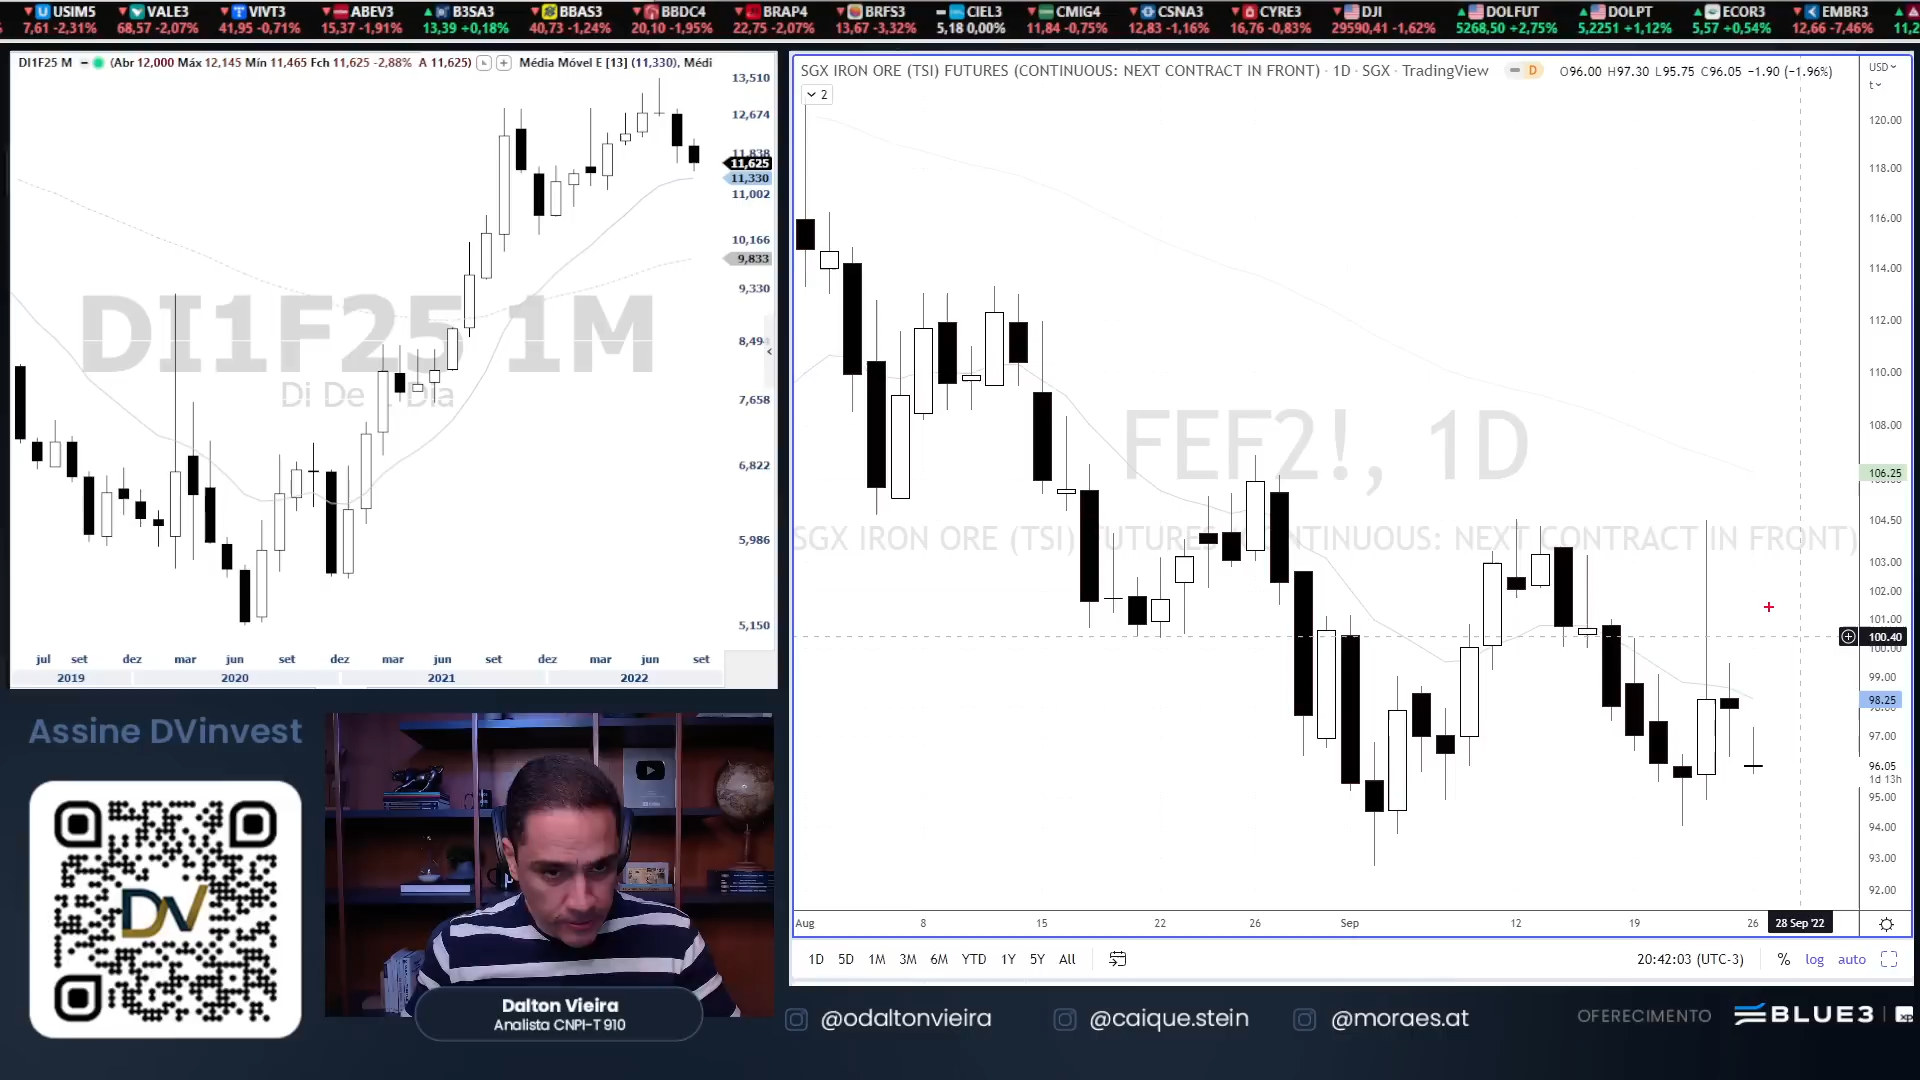 USIM5 7,61 -2,31%
VALE3 68,57 -2,07%
VIVT3 41,95 -0,71%
ABEV3 15,37 -1,91%
B3SA3 13,39 +0,18%
BBAS3 40,73 -1,24%
BBDC4 20,10 -1,95%
BRAP4 22,75 -2,07%
BRFS3 13,67 -3,32%
CIEL3 5,18 0,00%
CMIG4 11,84 -0,75%
CSNA3 12,83 -1,16%
CYRE3 16,76 -0,83%
DJI 29590,41 -1,62%
DOLFUT 5268,50 +2,75%
DOLPT 5,2251 +1,12%
ECOR3 5,57 +0,54%
EMBR3 12,66 -7,46%
11,2
DI1F25 M (Abr 12,000 Máx 12,145 Mín 11,465 Fch 11,625 -2,88% A 11,625) Média Móvel E [13] (11,330), Médi
13,510
12,674
11,838
11,625
11,330
11,002
10,166
9,833
9,330
8,494
7,658
6,822
5,986
5,150
DI1F25 1M
Di De 1 Dia
jul set dez mar jun set dez mar jun set dez mar jun set
2019 2020 2021 2022
SGX IRON ORE (TSI) FUTURES (CONTINUOUS: NEXT CONTRACT IN FRONT) · 1D · SGX · TradingView D O96.00 H97.30 L95.75 C96.05 −1.90 (−1.96%)
2
USD
t
120.00
118.00
116.00
114.00
112.00
110.00
108.00
106.25
104.50
103.00
102.00
101.00
100.40
100.00
99.00
98.25
97.00
96.05
1d 13h
95.00
94.00
93.00
92.00
FEF2!, 1D
SGX IRON ORE (TSI) FUTURES (CONTINUOUS: NEXT CONTRACT IN FRONT)
Aug 8 15 22 26 Sep 12 19 26 28 Sep '22
1D 5D 1M 3M 6M YTD 1Y 5Y All
20:42:03 (UTC-3) % log auto
Assine DVinvest
DV
Dalton Vieira
Analista CNPI-T 910
@odaltonvieira @caique.stein @moraes.at
OFERECIMENTO BLUE3 xp